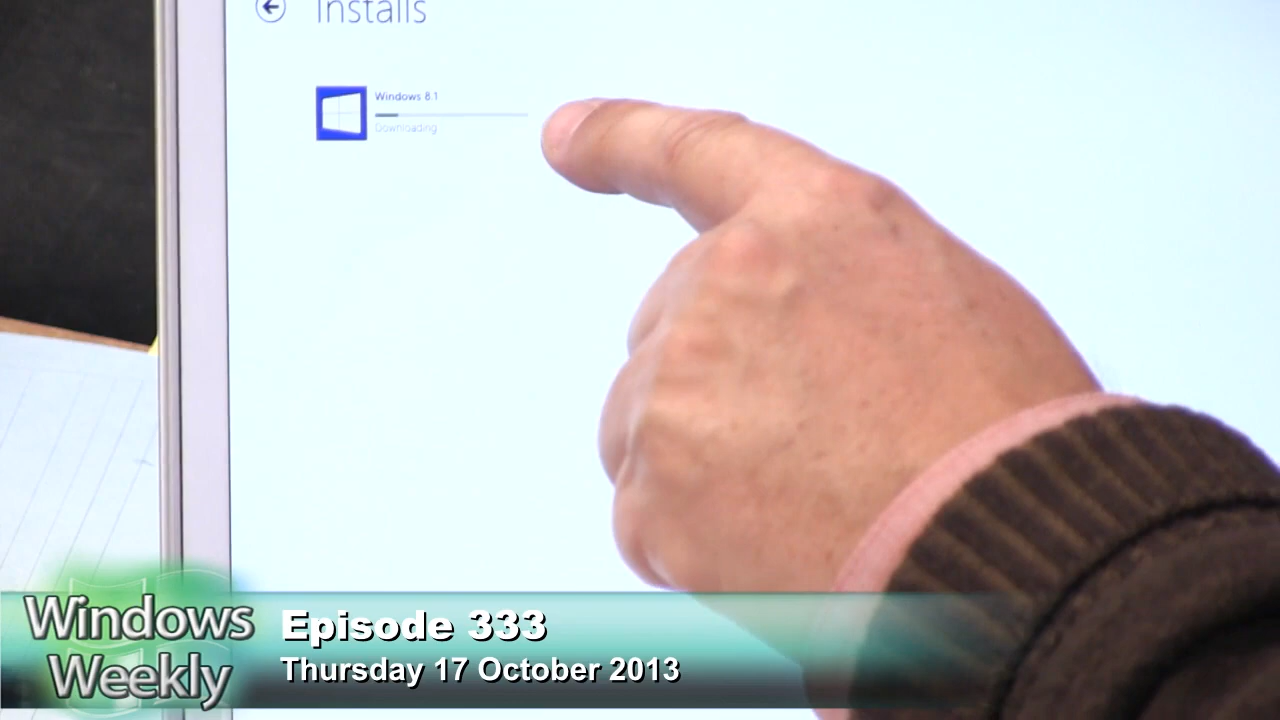 Installs
Windows 8.1
Downloading
Windows
Weekly
Episode 333
Thursday 17 October 2013